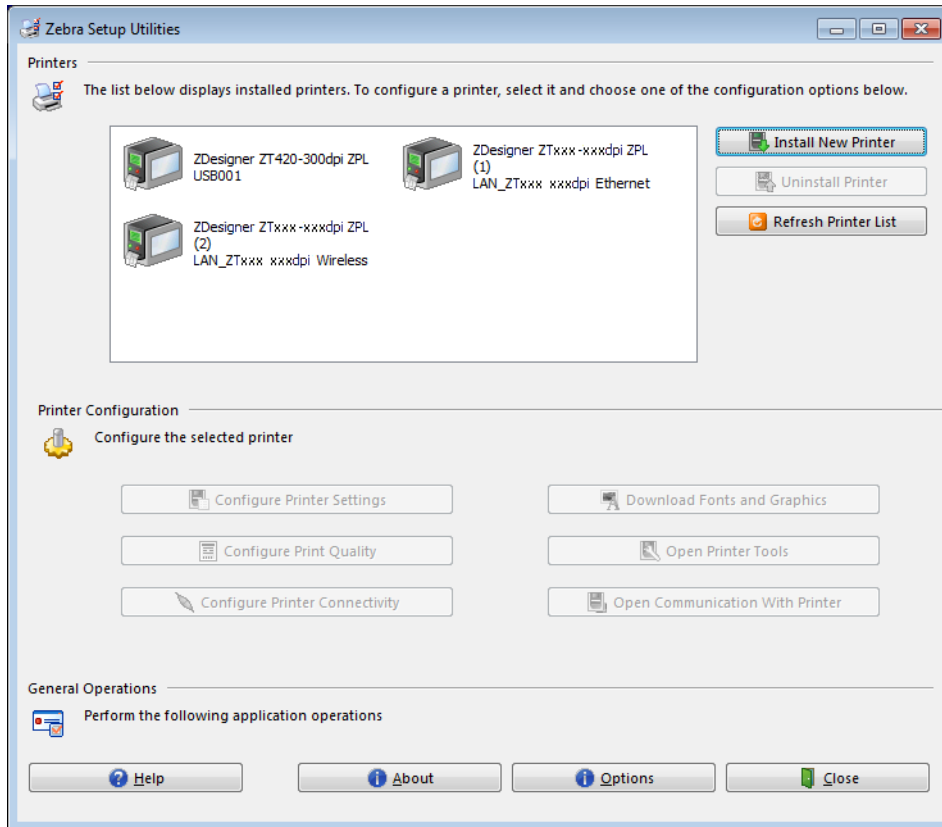 Zebra Setup Utilities
Printers
The list below displays installed printers. To configure a printer, select it and choose one of the configuration options below.
ZDesigner ZT420-300dpi ZPL
USB001
ZDesigner ZTxxx-xxxdpi ZPL
(1)
LAN_ZTxxx xxxdpi Ethernet
ZDesigner ZTxxx-xxxdpi ZPL
(2)
LAN_ZTxxx xxxdpi Wireless
Install New Printer
Uninstall Printer
Refresh Printer List
Printer Configuration
Configure the selected printer
Configure Printer Settings
Download Fonts and Graphics
Configure Print Quality
Open Printer Tools
Configure Printer Connectivity
Open Communication With Printer
General Operations
Perform the following application operations
Help
About
Options
Close